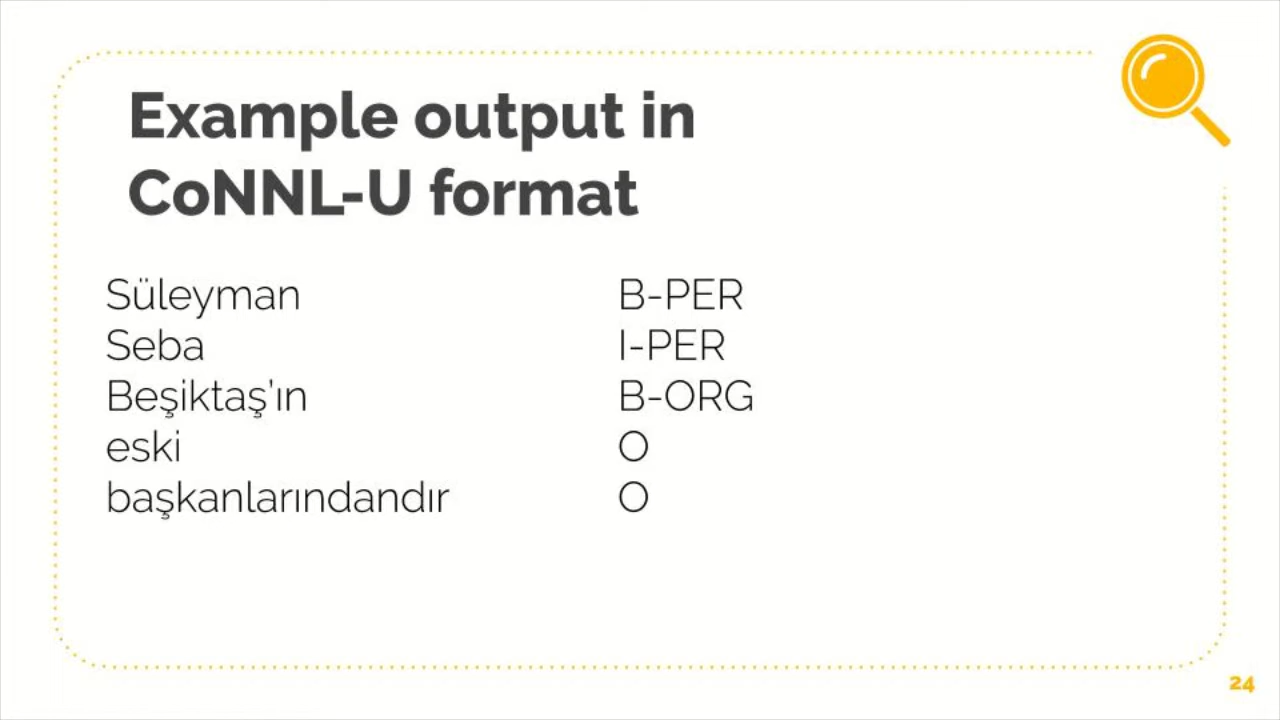 Example output in
CoNNL-U format
Süleyman B-PER
Seba I-PER
Beşiktaş'ın B-ORG
eski O
başkanlarındandır O
24